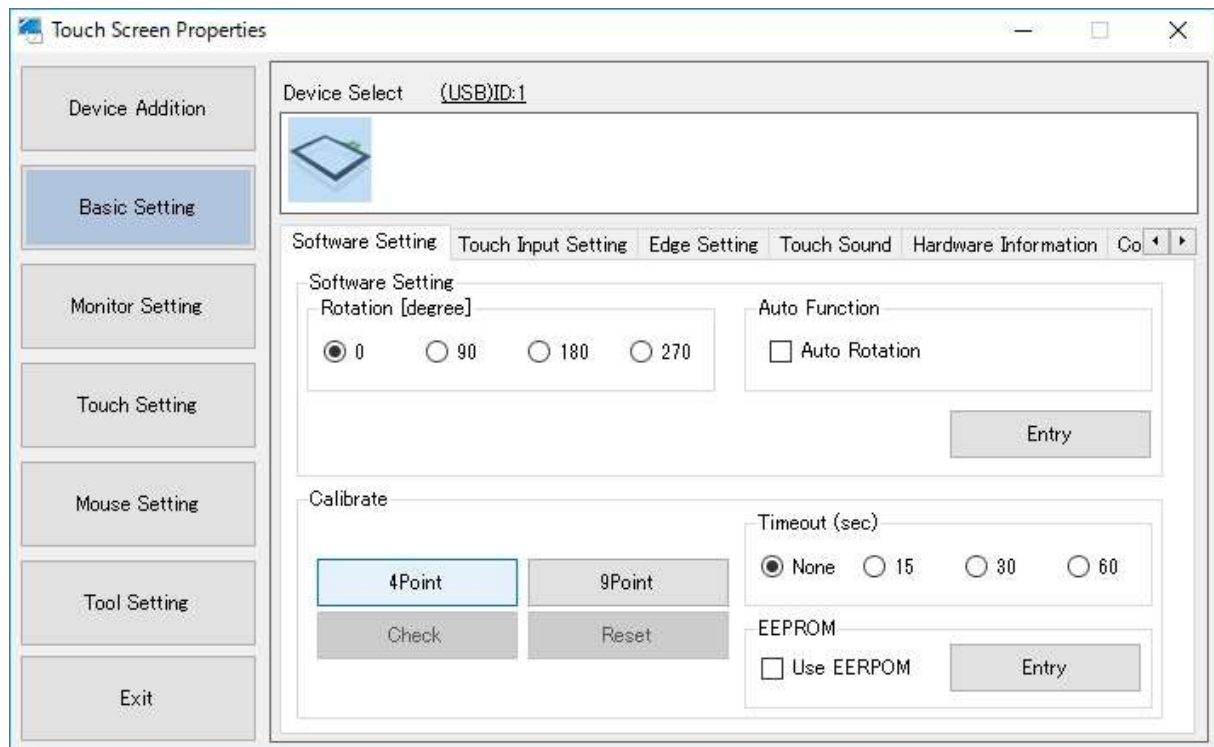 Touch Screen Properties
Device Addition
Basic Setting
Monitor Setting
Touch Setting
Mouse Setting
Tool Setting
Exit
Device Select (USB)ID:1
Software Setting Touch Input Setting Edge Setting Touch Sound Hardware Information Co
Software Setting
Rotation [degree]
0 90 180 270
Auto Function
Auto Rotation
Entry
Calibrate
4Point 9Point
Check Reset
Timeout (sec)
None 15 30 60
EEPROM
Use EERPOM Entry